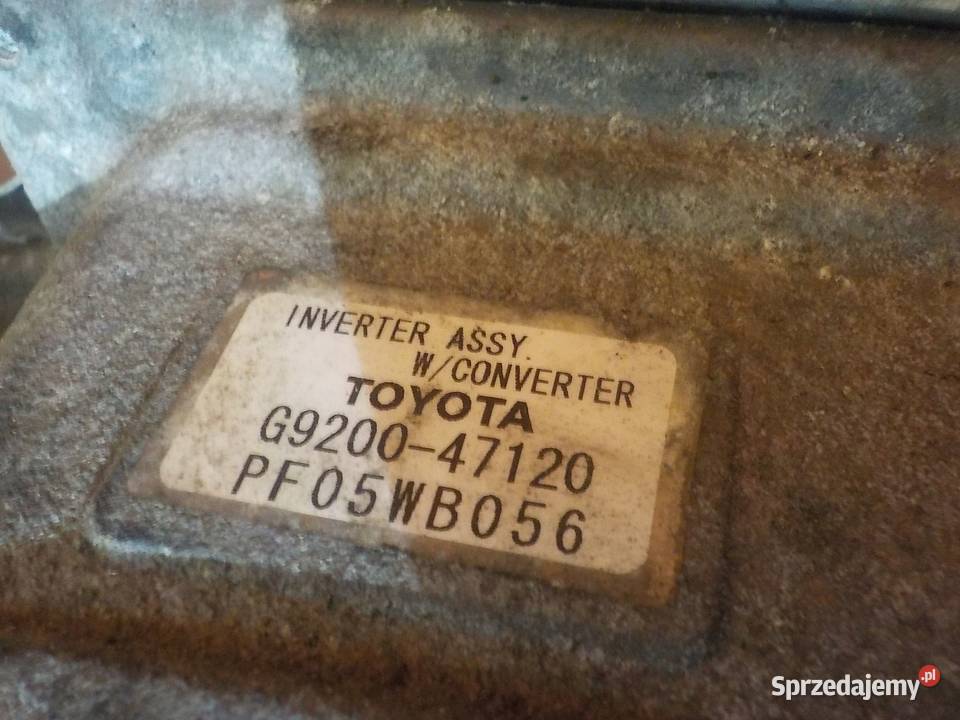 INVERTER ASSY.
W/CONVERTER
TOYOTA
G9200-47120
PF05WB056
Sprzedajemy.pl